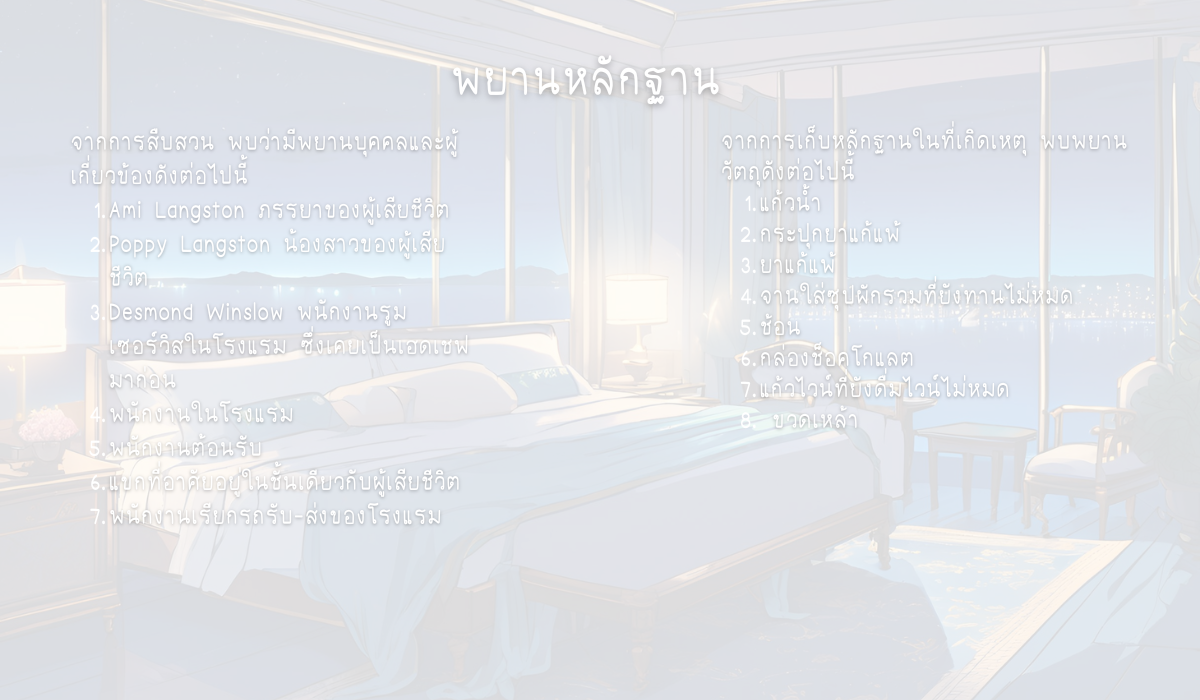 พยานหลักฐาน
จากการสืบสวน พบว่ามีพยานบุคคลและผู้
เกี่ยวข้องดังต่อไปนี้
1.Ami Langston ภรรยาของผู้เสียชีวิต
2.Poppy Langston น้องสาวของผู้เสีย
ชีวิต
3.Desmond Winslow พนักงานรูม
เซอร์วิสในโรงแรม ซึ่งเคยเป็นเฮดเชฟ
มาก่อน
4.พนักงานในโรงแรม
5.พนักงานต้อนรับ
6.แขกที่อาศัยอยู่ในชั้นเดียวกับผู้เสียชีวิต
7.พนักงานเรียกรถรับ-ส่งของโรงแรม
จากการเก็บหลักฐานในที่เกิดเหตุ พบพยาน
วัตถุดังต่อไปนี้
1.แก้วน้ำ
2.กระปุกยาแก้แพ้
3.ยาแก้แพ้
4.จานใส่ซุปผักรวมที่ยังทานไม่หมด
5.ช้อน
6.กล่องช็อคโกแลต
7.แก้วไวน์ที่ยังดื่มไวน์ไม่หมด
8. ขวดเหล้า